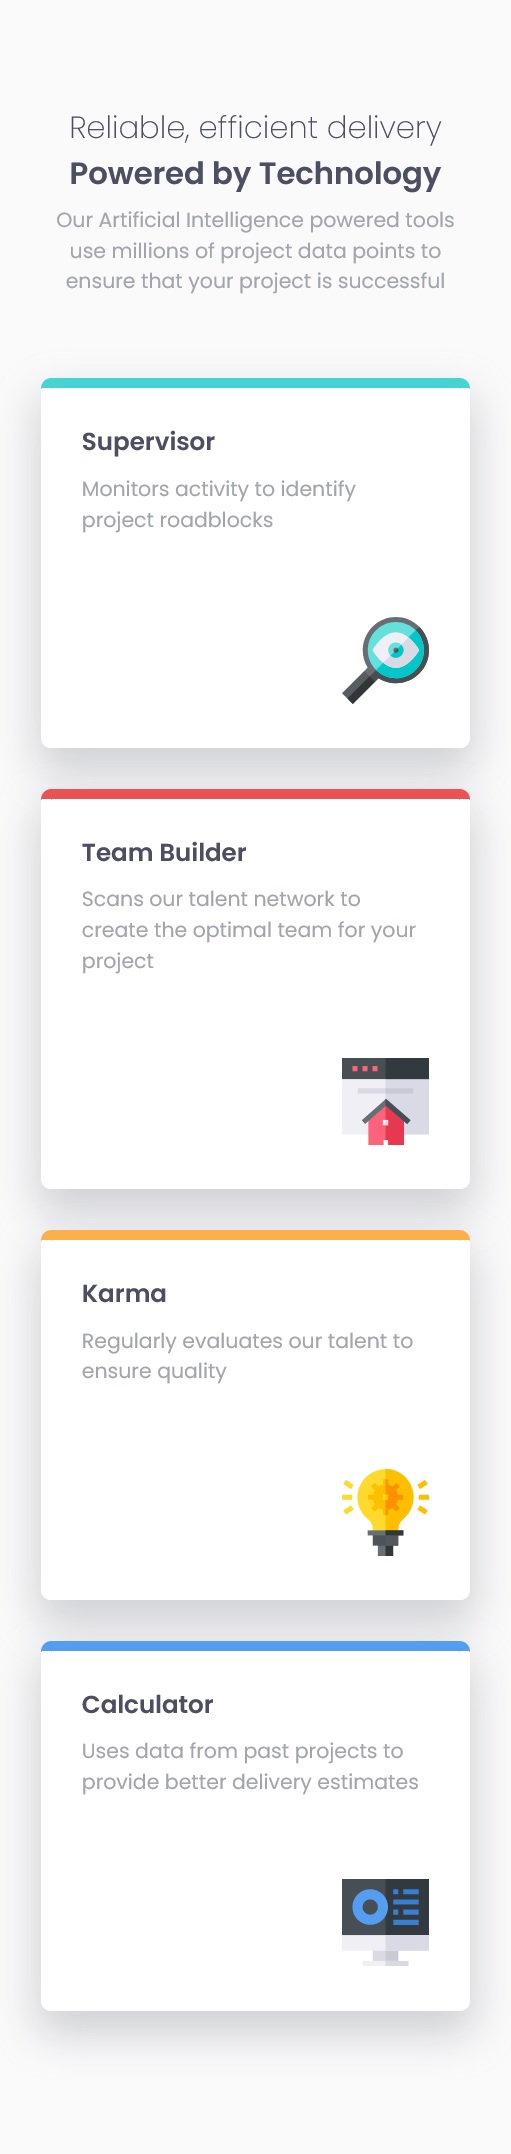 Reliable, efficient delivery
Powered by Technology
Our Artificial Intelligence powered tools
use millions of project data points to
ensure that your project is successful
Supervisor
Monitors activity to identify
project roadblocks
Team Builder
Scans our talent network to
create the optimal team for your
project
Karma
Regularly evaluates our talent to
ensure quality
Calculator
Uses data from past projects to
provide better delivery estimates